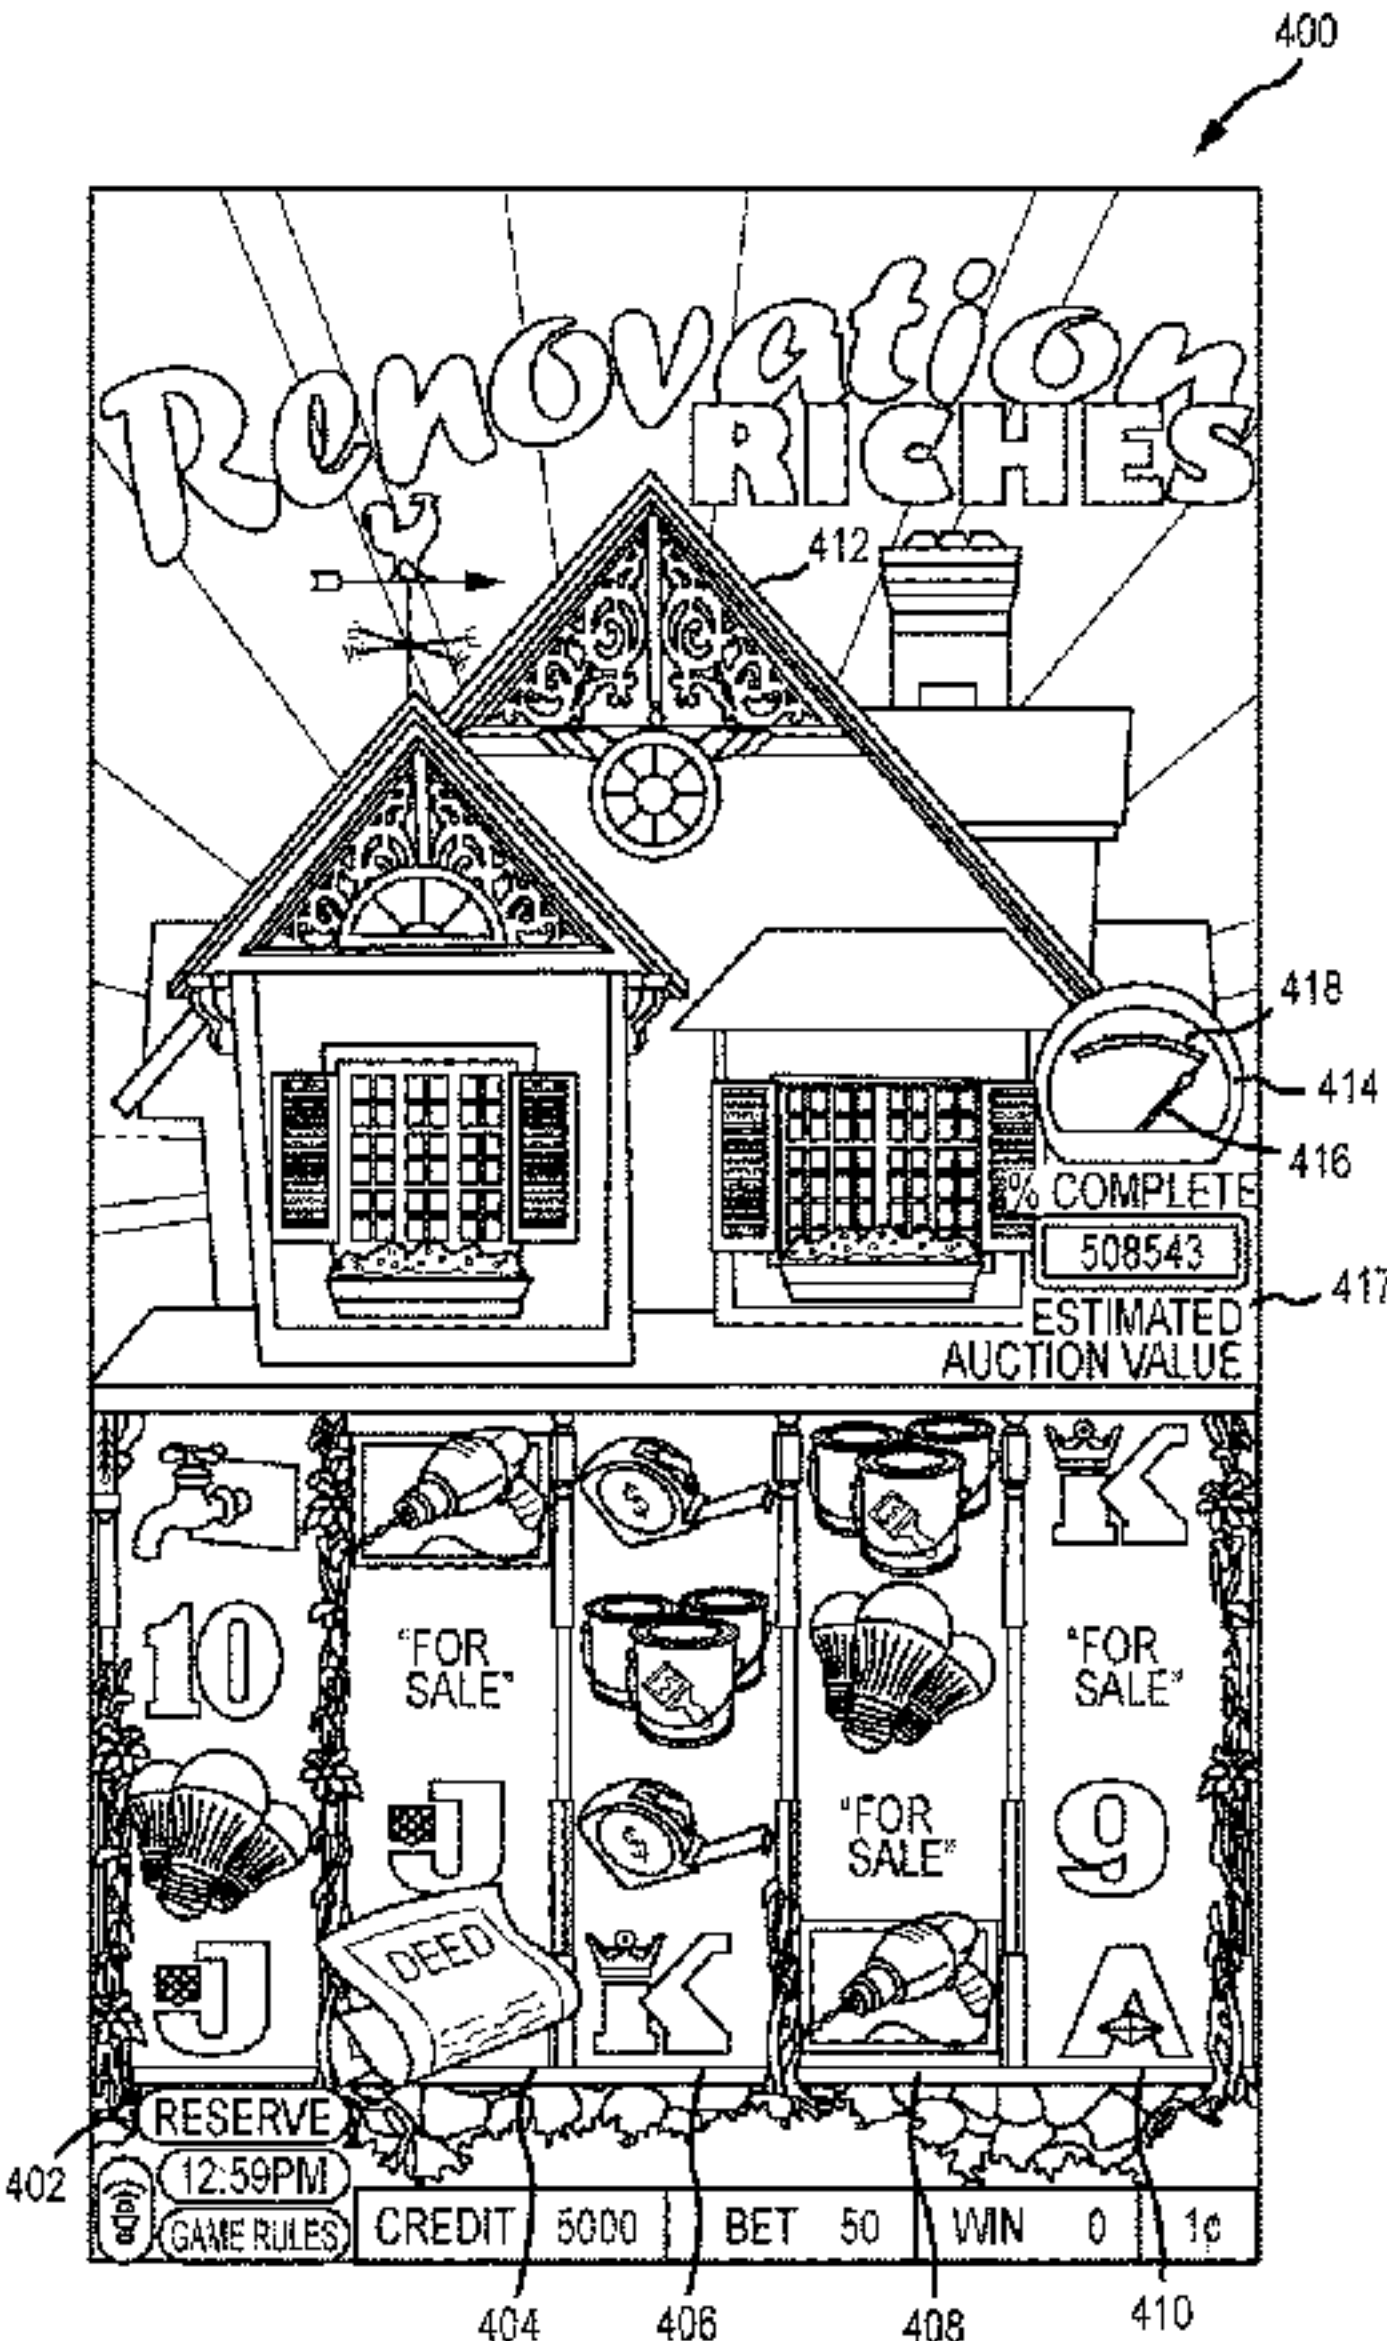 400
Renovation
RICHES
412
418
414
416
% COMPLETE
508543
417
ESTIMATED
AUCTION VALUE
$
K
10
"FOR
SALE"
"FOR
SALE"
J
$
"FOR
SALE"
9
DEED
J
K
A
RESERVE
402
12:59PM
GAME RULES
CREDIT 5000 BET 50 WIN 0 1¢
404 406 408 410